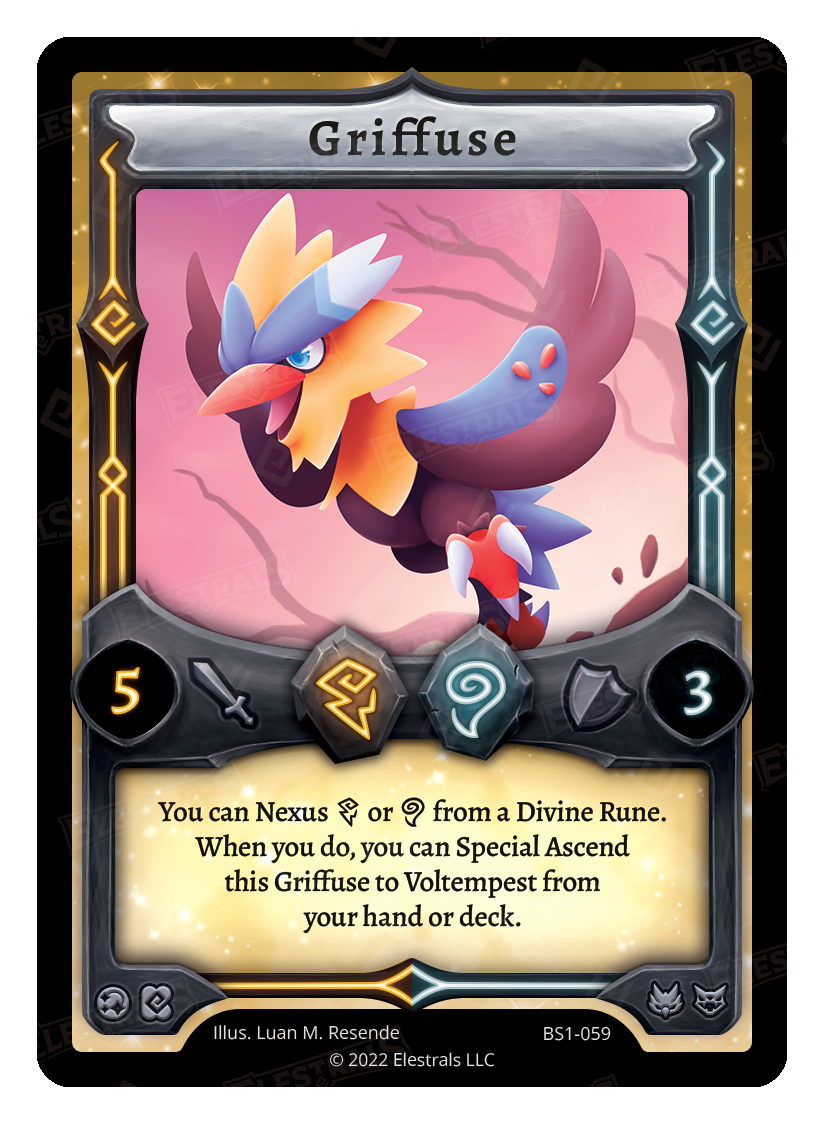 Griffuse
5
3
You can Nexus or from a Divine Rune.
When you do, you can Special Ascend
this Griffuse to Voltempest from
your hand or deck.
Illus. Luan M. Resende
BS1-059
© 2022 Elestrals LLC
ELESTRALS